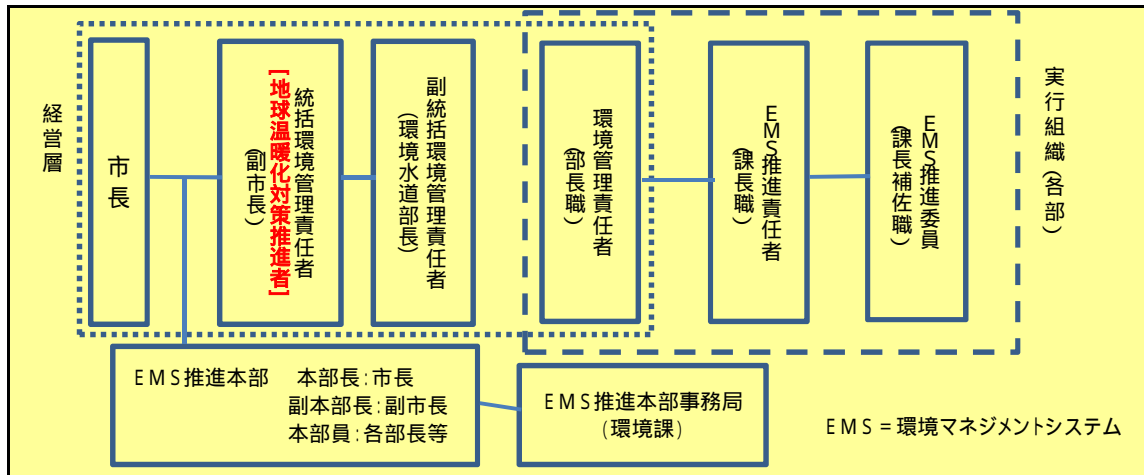 経営層
市長
統括環境管理責任者
【地球温暖化対策推進者】
(副市長)
副統括環境管理責任者
(環境水道部長)
環境管理責任者
(部長職)
EMS推進責任者
(課長職)
EMS推進委員
(課長補佐職)
実行組織(各部)
EMS推進本部 本部長:市長
副本部長:副市長
本部員:各部長等
EMS推進本部事務局
(環境課)
EMS=環境マネジメントシステム